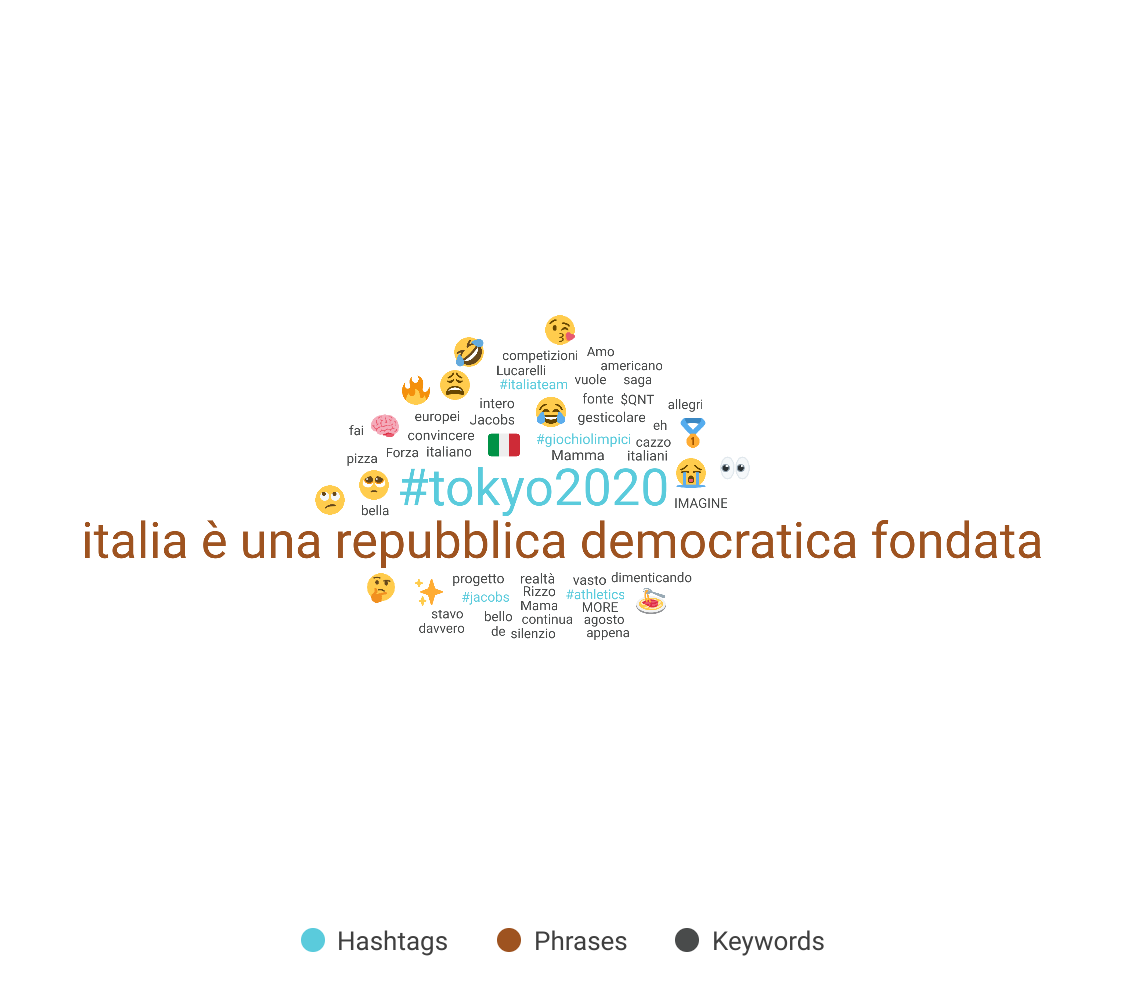 competizioni Amo
Lucarelli americano
#italiateam vuole saga
intero fonte $QNT allegri
europei Jacobs gesticolare eh
fai convincere #giochiolimpici cazzo
pizza Forza italiano Mamma italiani
#tokyo2020
bella IMAGINE
italia è una repubblica democratica fondata
progetto realtà vasto dimenticando
#jacobs Rizzo #athletics
Mama MORE
stavo bello continua agosto
davvero de silenzio appena
Hashtags Phrases Keywords